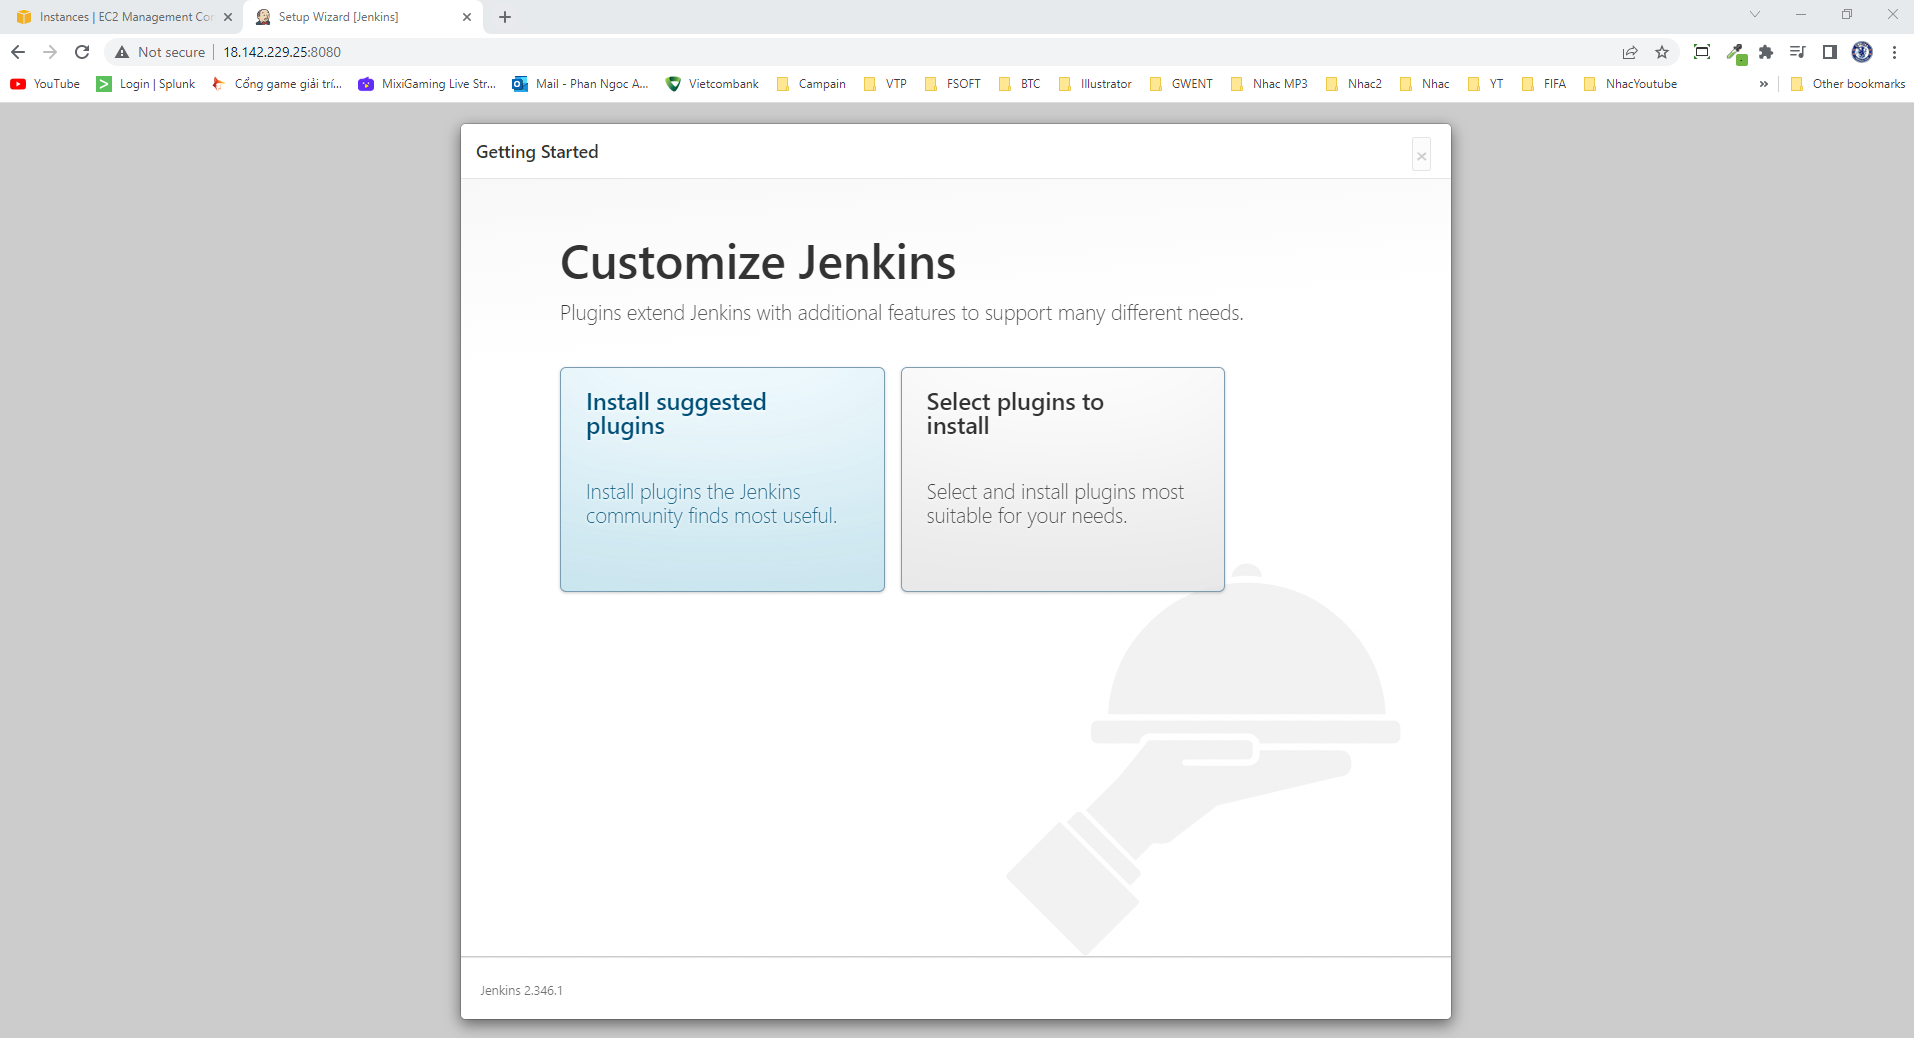 Instances | EC2 Management Cor
Setup Wizard [Jenkins]
Not secure
18.142.229.25:8080
YouTube
Login | Splunk
Cổng game giải trí...
MixiGaming Live Str...
Mail - Phan Ngoc A...
Vietcombank
Campain
VTP
FSOFT
BTC
Illustrator
GWENT
Nhac MP3
Nhac2
Nhac
YT
FIFA
NhacYoutube
»
Other bookmarks
Getting Started
Customize Jenkins
Plugins extend Jenkins with additional features to support many different needs.
Install suggested
plugins
Install plugins the Jenkins
community finds most useful.
Select plugins to
install
Select and install plugins most
suitable for your needs.
Jenkins 2.346.1